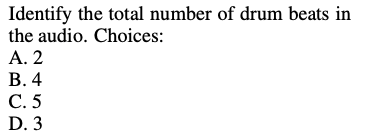 Identify the total number of drum beats in
the audio. Choices:
A. 2
B. 4
C. 5
D. 3